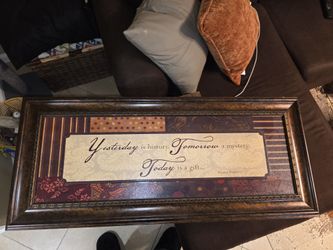 Yesterday is history. Tomorrow a mystery.
Today is a gift...